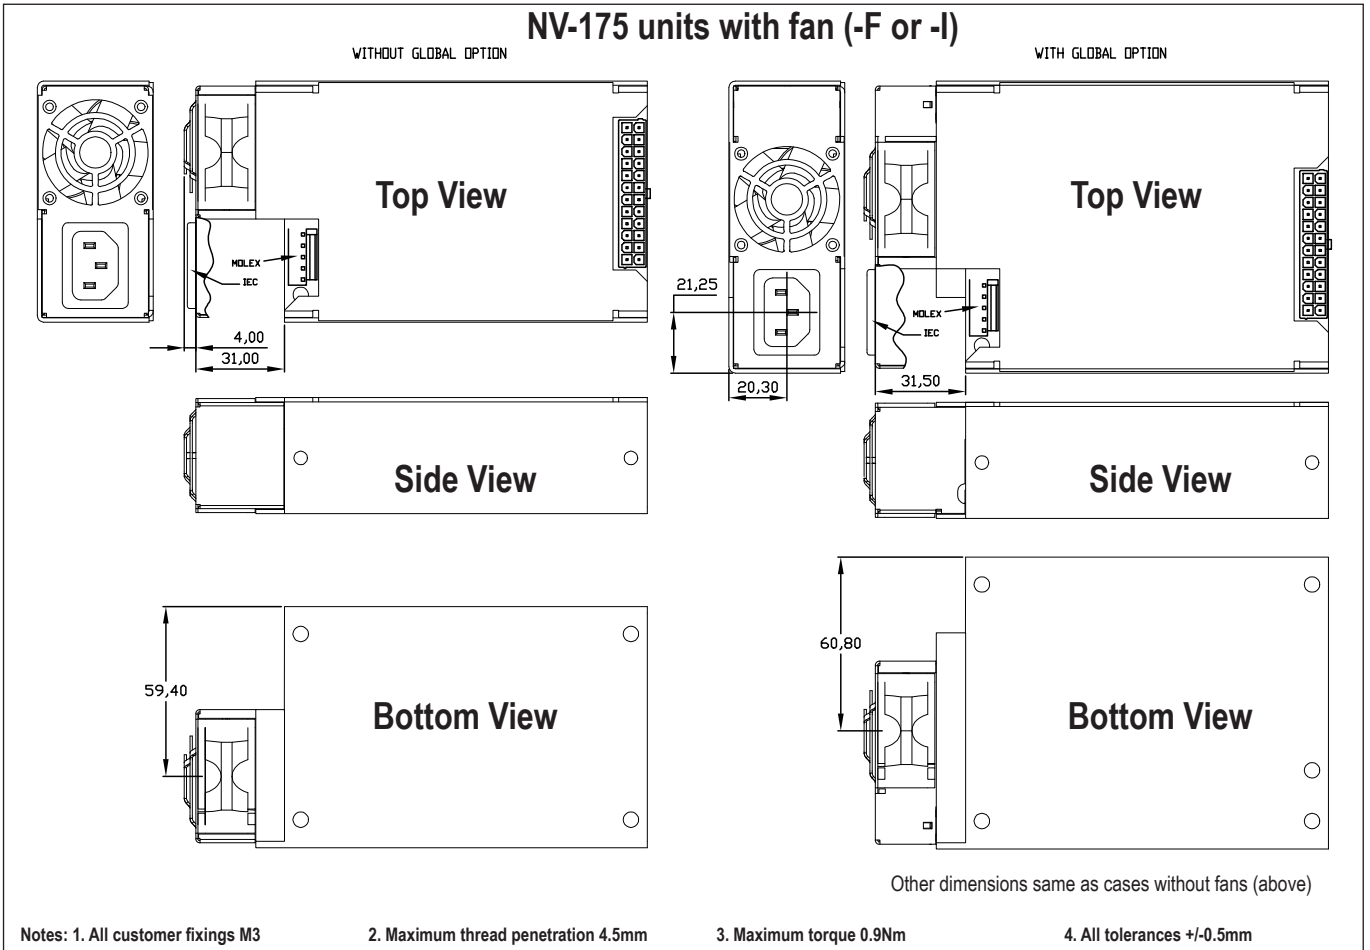 NV-175 units with fan (-F or -I)
WITHOUT GLOBAL OPTION
WITH GLOBAL OPTION
Top View
MOLEX
IEC
4,00
31,00
Top View
21,25
MOLEX
IEC
20,30
31,50
Side View
Side View
59,40
Bottom View
60,80
Bottom View
Other dimensions same as cases without fans (above)
Notes: 1. All customer fixings M3
2. Maximum thread penetration 4.5mm
3. Maximum torque 0.9Nm
4. All tolerances +/-0.5mm